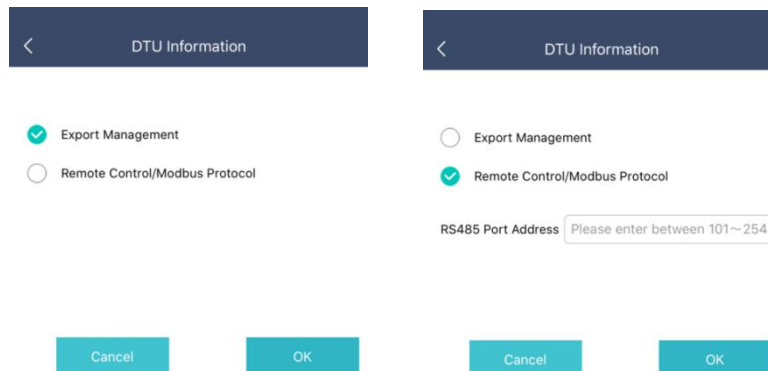 DTU Information
Export Management
Remote Control/Modbus Protocol
Cancel
OK
DTU Information
Export Management
Remote Control/Modbus Protocol
RS485 Port Address
Please enter between 101～254
Cancel
OK